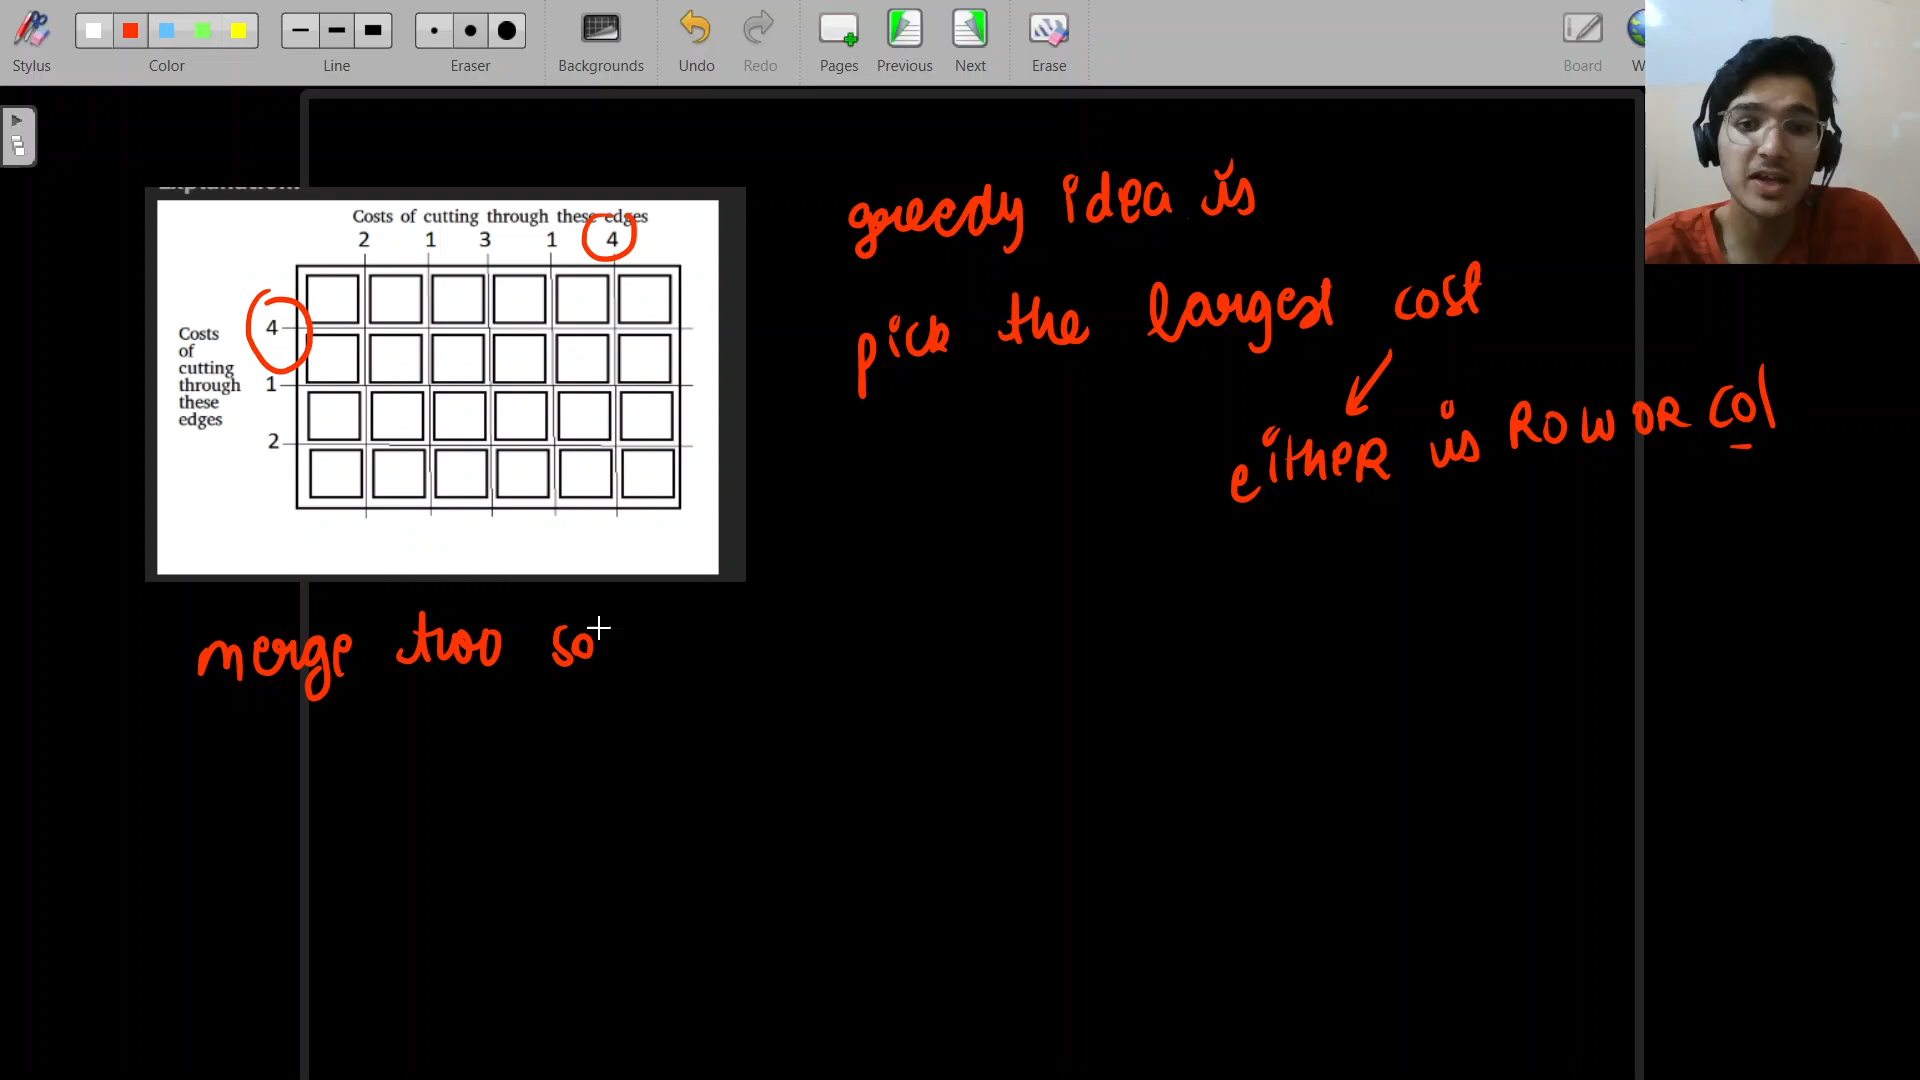 Stylus Color Line Eraser Backgrounds Undo Redo Pages Previous Next Erase Board W
Costs of cutting through these edges
2 1 3 1 4
4
1
2
Costs
of
cutting
through
these
edges
greedy idea is
pick the largest cost
either is ROW OR COl
merge two so